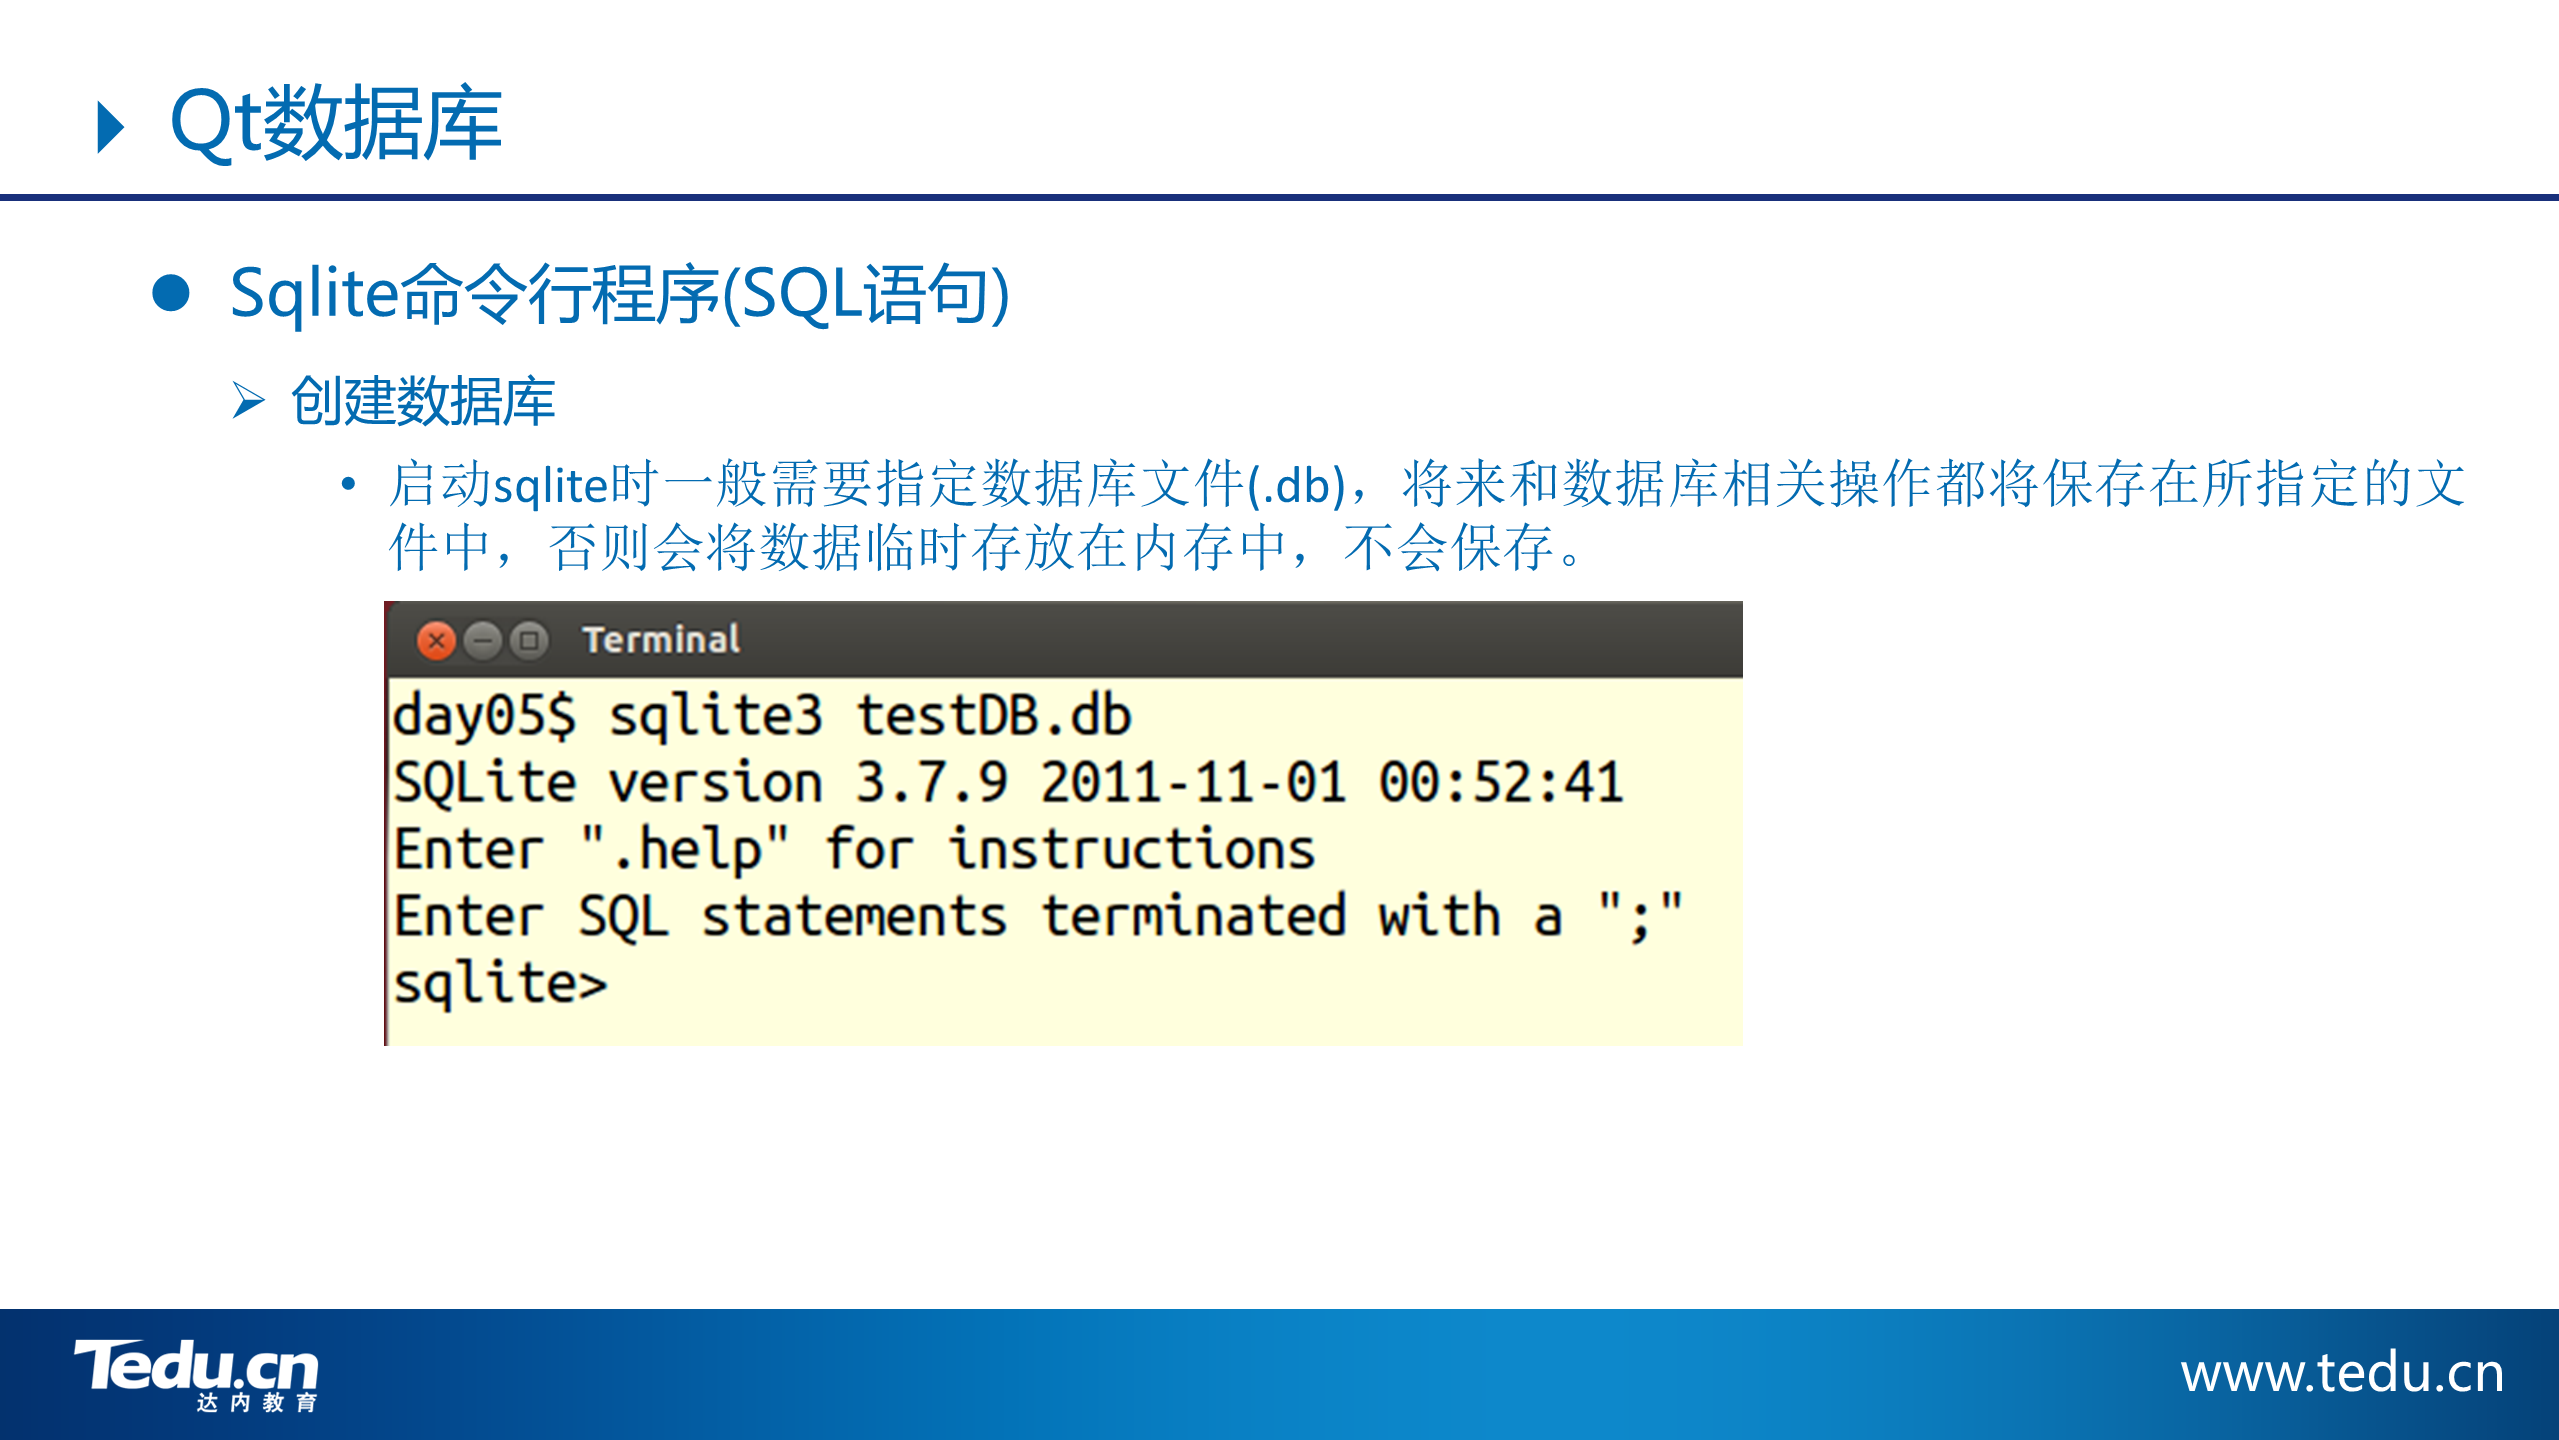 Qt数据库
Sqlite命令行程序(SQL语句)
创建数据库
启动sqlite时一般需要指定数据库文件(.db)，将来和数据库相关操作都将保存在所指定的文
件中，否则会将数据临时存放在内存中，不会保存。
Terminal
day05$ sqlite3 testDB.db
SQLite version 3.7.9 2011-11-01 00:52:41
Enter ".help" for instructions
Enter SQL statements terminated with a ";"
sqlite>
Tedu.cn
达内教育
www.tedu.cn